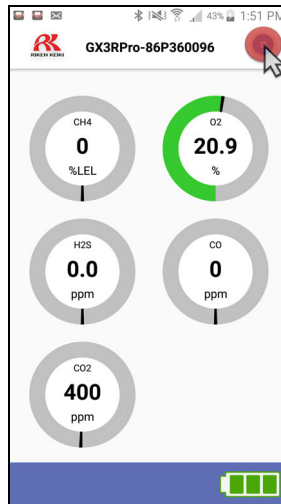 43% 1:51 PM
RIKEN KEIKI
GX3RPro-86P360096
CH4
0
%LEL
O2
20.9
%
H2S
0.0
ppm
CO
0
ppm
CO2
400
ppm